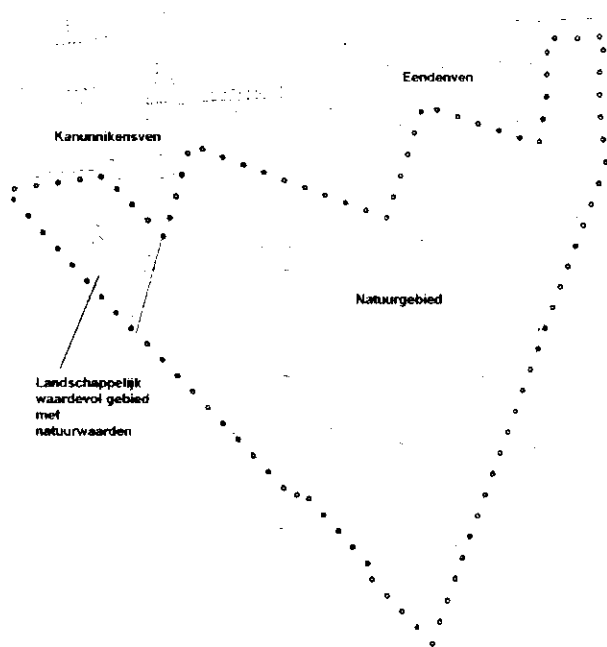 Eendenven
Kanunnikensven
Natuurgebied
Landschappelijk
waardevol gebied
met
natuurwaarden